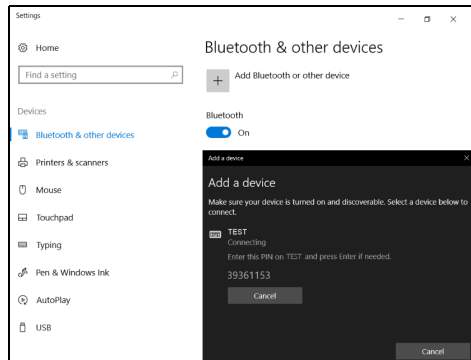 Settings
Home
Find a setting
Devices
Bluetooth & other devices
Printers & scanners
Mouse
Touchpad
Typing
Pen & Windows Ink
AutoPlay
USB
Bluetooth & other devices
Add Bluetooth or other device
Bluetooth
On
Add a device
Add a device
Make sure your device is turned on and discoverable. Select a device below to
connect.
TEST
Connecting
Enter this PIN on TEST and press Enter if needed.
39361153
Cancel
Cancel